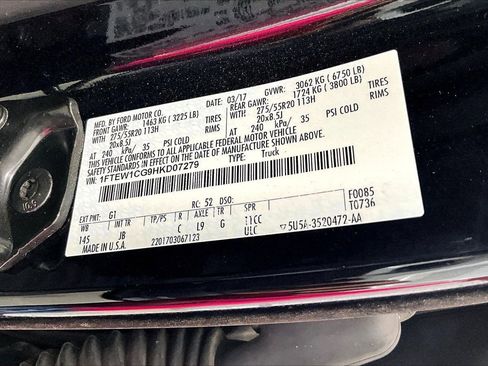 MFD. BY FORD MOTOR CO.
DATE: 03/17 GVWR: 3062 KG ( 6750 LB)
FRONT GAWR: 1463 KG ( 3225 LB) REAR GAWR: 1724 KG ( 3800 LB)
275/55R20 113H TIRES 275/55R20 113H TIRES
20x8.5J RIMS 20x8.5J RIMS
AT 240 kPa/ 35 PSI COLD AT 240 kPa/ 35 PSI COLD
THIS VEHICLE CONFORMS TO ALL APPLICABLE FEDERAL MOTOR VEHICLE
SAFETY STANDARDS IN EFFECT ON THE DATE OF MANUFACTURE SHOWN ABOVE.
VIN: 1FTEW1CG9HKD07279 TYPE: Truck
F0085
T0736
EXT PNT: G1 RC: 52 DSO:
WB INT TR TP/PS R AXLE TR SPR
145 JB C L9 G 11CC
MADE IN U.S.A. 2201703067123 ULC 5U5A-3520472-AA